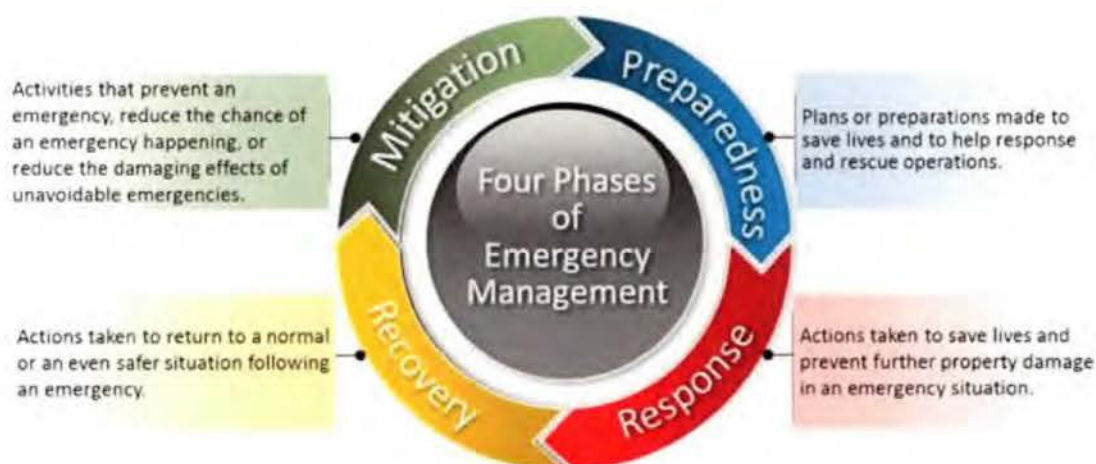 Mitigation
Preparedness
Activities that prevent an
emergency, reduce the chance of
an emergency happening, or
reduce the damaging effects of
unavoidable emergencies.
Plans or preparations made to
save lives and to help response
and rescue operations.
Four Phases
of
Emergency
Management
Recovery
Response
Actions taken to return to a normal
or an even safer situation following
an emergency.
Actions taken to save lives and
prevent further property damage
in an emergency situation.